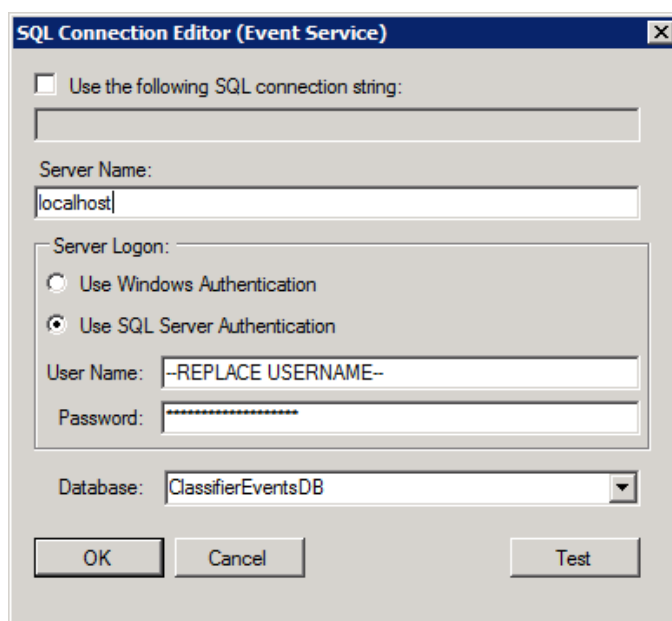 SQL Connection Editor (Event Service)
Use the following SQL connection string:
Server Name:
localhost
Server Logon:
Use Windows Authentication
Use SQL Server Authentication
User Name: --REPLACE USERNAME--
Password: *******************
Database: ClassifierEventsDB
OK Cancel Test